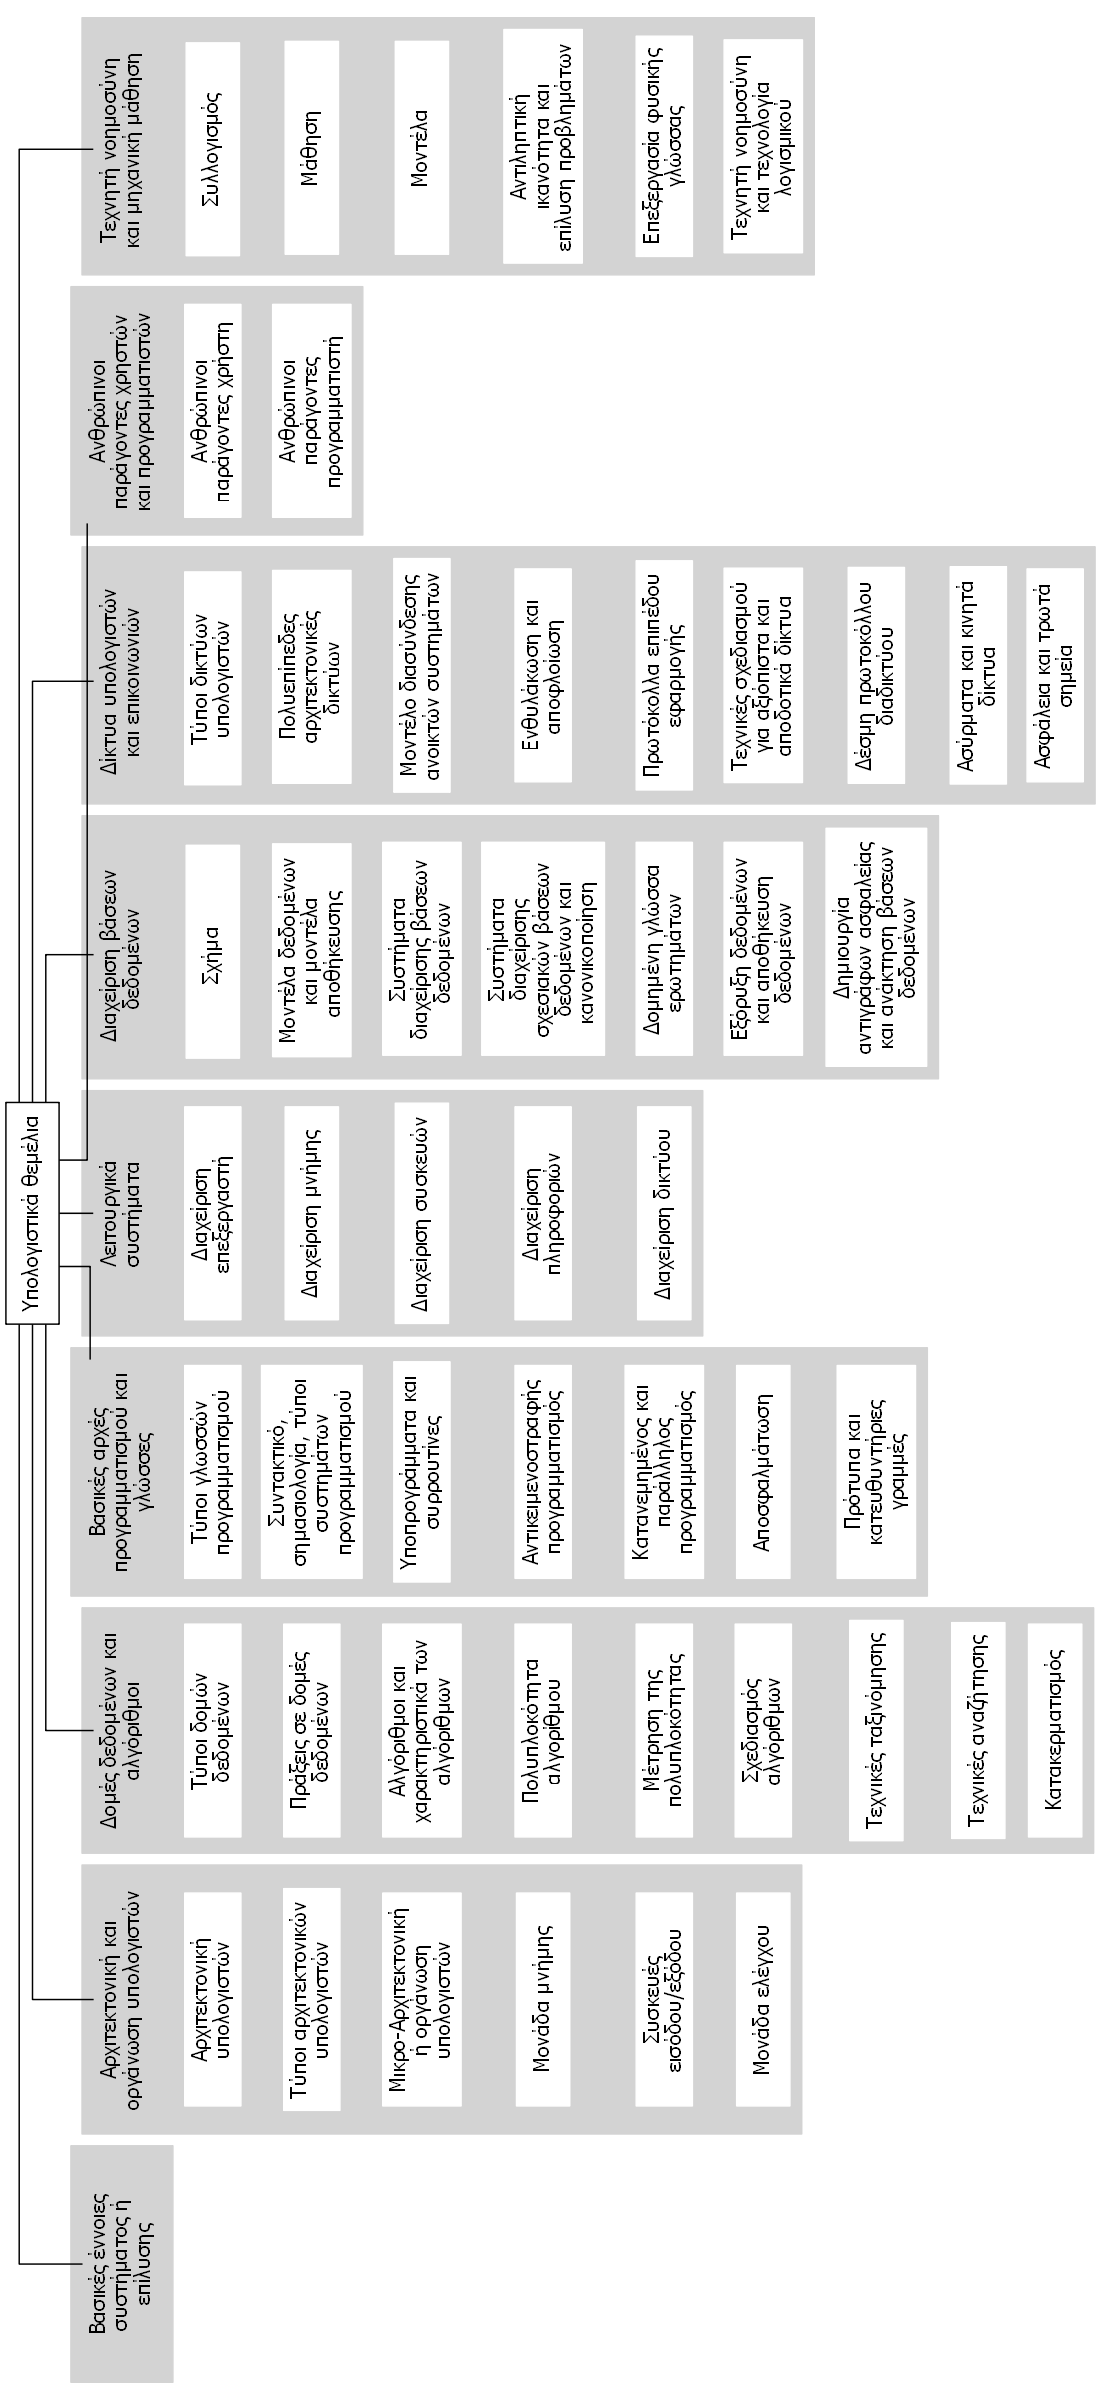 Υπολογιστικά θεμέλια
Βασικές έννοιες
συστήματος ή
επίλυσης
Αρχιτεκτονική και
οργάνωση υπολογιστών
Αρχιτεκτονική
υπολογιστών
Τύποι αρχιτεκτονικών
υπολογιστών
Μικρο-Αρχιτεκτονική
ή οργάνωση
υπολογιστών
Μονάδα μνήμης
Συσκευές
εισόδου/εξόδου
Μονάδα ελέγχου
Δομές δεδομένων και
αλγόριθμοι
Τύποι δομών
δεδομένων
Πράξεις σε δομές
δεδομένων
Αλγόριθμοι και
χαρακτηριστικά των
αλγόριθμων
Πολυπλοκότητα
αλγορίθμου
Μέτρηση της
πολυπλοκότητας
Σχεδιασμός
αλγόριθμων
Τεχνικές ταξινόμησης
Τεχνικές αναζήτησης
Κατακερματισμός
Βασικές αρχές
προγραμματισμού και
γλώσσες
Τύποι γλωσσών
προγραμματισμού
Συντακτικό,
σημασιολογία, τύποι
συστημάτων
προγραμματισμού
Υποπρογράμματα και
συρρουτίνες
Αντικειμενοστραφής
προγραμματισμός
Κατανεμημένος και
παράλληλος
προγραμματισμός
Αποσφαλμάτωση
Πρότυπα και
κατευθυντήριες
γραμμές
Λειτουργικά
συστήματα
Διαχείριση
επεξεργαστή
Διαχείριση μνήμης
Διαχείριση συσκευών
Διαχείριση
πληροφοριών
Διαχείριση δικτύου
Διαχείριση βάσεων
δεδομένων
Σχήμα
Μοντέλα δεδομένων
και μοντέλα
αποθήκευσης
Συστήματα
διαχείρισης βάσεων
δεδομένων
Συστήματα
διαχείρισης
σχεσιακών βάσεων
δεδομένων και
κανονικοποίηση
Δομημένη γλώσσα
ερωτημάτων
Εξόρυξη δεδομένων
και αποθήκευση
δεδομένων
Δημιουργία
αντιγράφων ασφαλείας
και ανάκτηση βάσεων
δεδομένων
Δίκτυα υπολογιστών
και επικοινωνιών
Τύποι δικτύων
υπολογιστών
Πολυεπίπεδες
αρχιτεκτονικές
δικτύων
Μοντέλο διασύνδεσης
ανοικτών συστημάτων
Ενθυλάκωση και
αποφλοίωση
Πρωτόκολλα επιπέδου
εφαρμογής
Τεχνικές σχεδιασμού
για αξιόπιστα και
αποδοτικά δίκτυα
Δέσμη πρωτοκόλλου
διαδικτύου
Ασύρματα και κινητά
δίκτυα
Ασφάλεια και τρωτά
σημεία
Ανθρώπινοι
παράγοντες χρηστών
και προγραμματιστών
Ανθρώπινοι
παράγοντες χρήστη
Ανθρώπινοι
παράγοντες
προγραμματιστή
Τεχνητή νοημοσύνη
και μηχανική μάθηση
Συλλογισμός
Μάθηση
Μοντέλα
Αντιληπτική
ικανότητα και
επίλυση προβλημάτων
Επεξεργασία φυσικής
γλώσσας
Τεχνητή νοημοσύνη
και τεχνολογία
λογισμικού